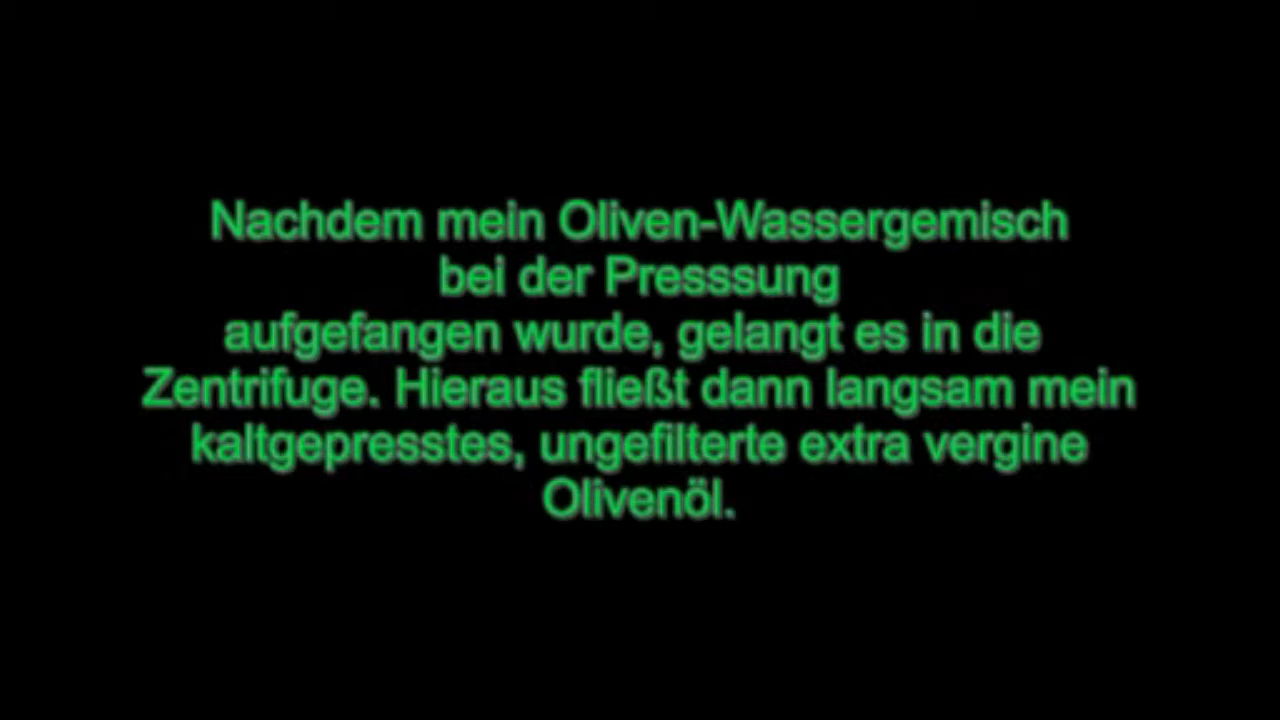 Nachdem mein Oliven-Wassergemisch
bei der Presssung
aufgefangen wurde, gelangt es in die
Zentrifuge. Hieraus fließt dann langsam mein
kaltgepresstes, ungefilterte extra vergine
Olivenöl.